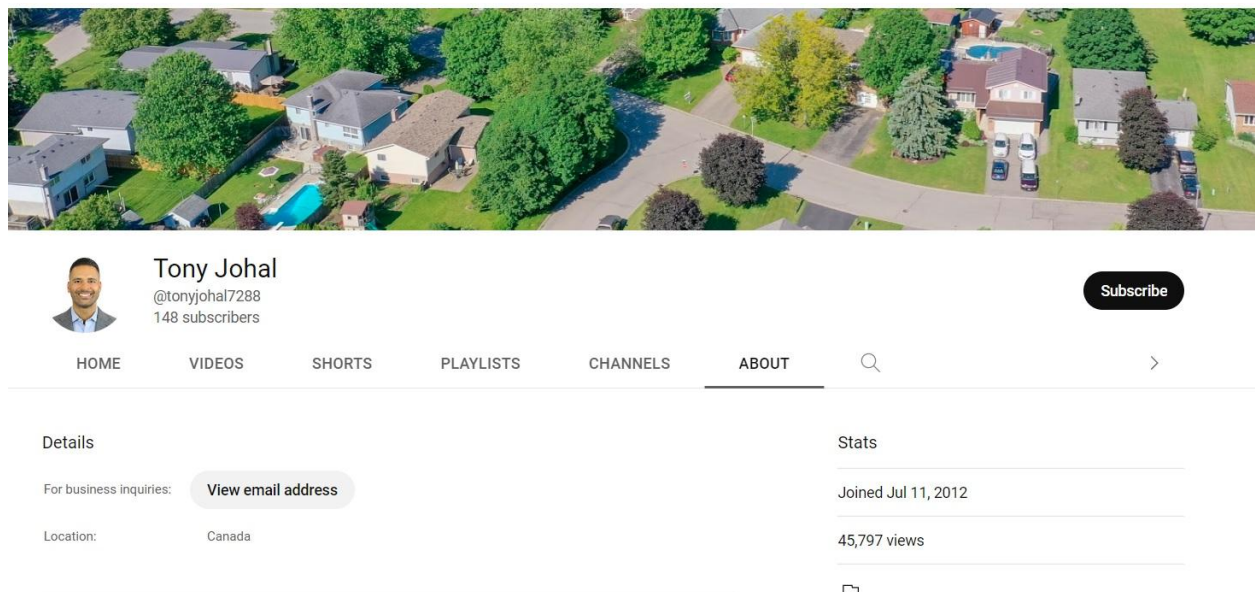 Tony Johal
@tonyjohal7288
148 subscribers
Subscribe
HOME VIDEOS SHORTS PLAYLISTS CHANNELS ABOUT
Details
For business inquiries: View email address
Location: Canada
Stats
Joined Jul 11, 2012
45,797 views